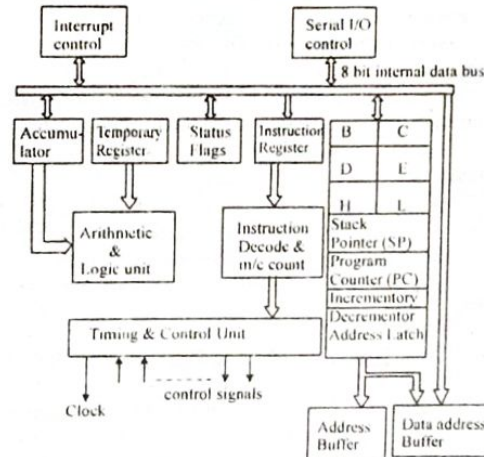 Interrupt
control
Serial I/O
control
8 bit internal data bus
Accumu-
lator
Temporary
Register
Status
Flags
Instruction
Register
B C
D E
H L
Stack
Pointer (SP)
Program
Counter (PC)
Incrementory
Decrementor
Address Latch
Arithmetic
&
Logic unit
Instruction
Decode &
m/c count
Timing & Control Unit
Clock
control signals
Address
Buffer
Data address
Buffer